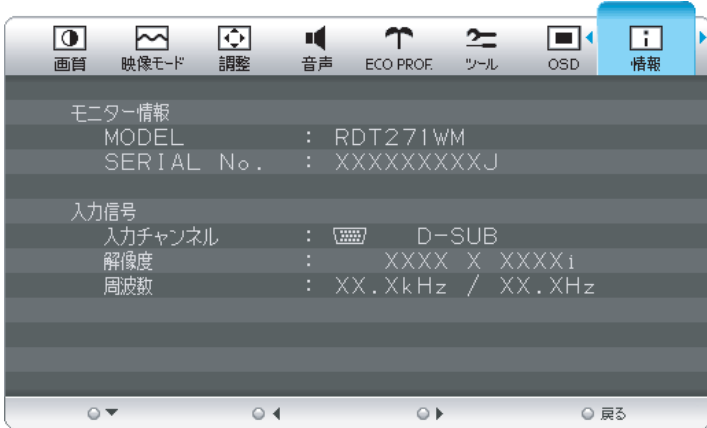 画質 映像モード 調整 音声 ECO PROF. ツール OSD 情報
モニター情報
MODEL : RDT271WM
SERIAL No. : XXXXXXXXXJ
入力信号
入力チャンネル : D-SUB
解像度 : XXXX X XXXXi
周波数 : XX.XkHz / XX.XHz
戻る